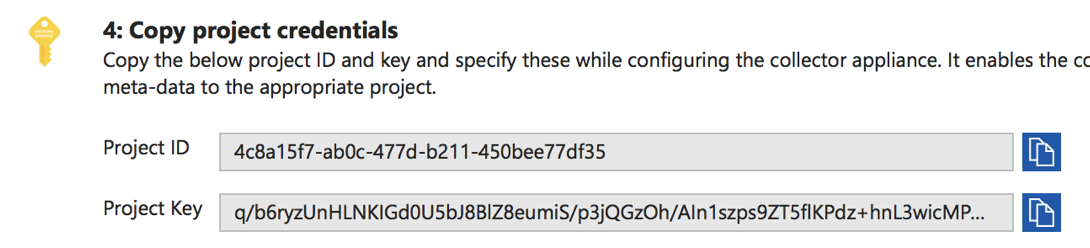 4: Copy project credentials
Copy the below project ID and key and specify these while configuring the collector appliance. It enables the co
meta-data to the appropriate project.
Project ID 4c8a15f7-ab0c-477d-b211-450bee77df35
Project Key q/b6ryzUnHLNKIGd0U5bJ8BlZ8eumiS/p3jQGzOh/AIn1szps9ZT5flKPdz+hnL3wicMP...